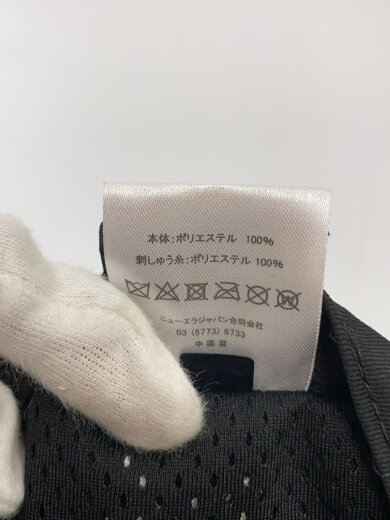 本体:ポリエステル 100%
刺しゅう糸:ポリエステル 100%
ニューエラジャパン合同会社
03 (5773) 6733
中国製